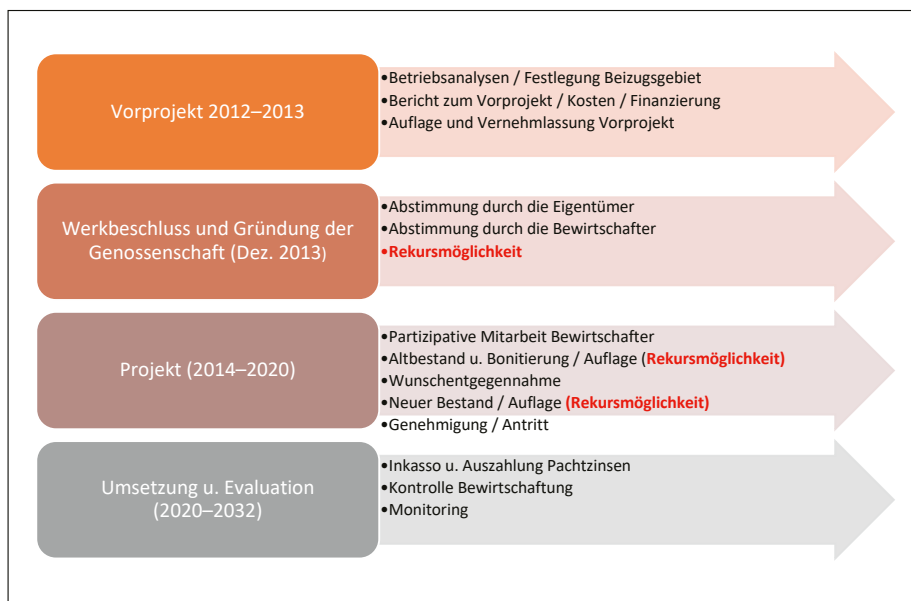 Vorprojekt 2012–2013
•Betriebsanalysen / Festlegung Beizugsgebiet
•Bericht zum Vorprojekt / Kosten / Finanzierung
•Auflage und Vernehmlassung Vorprojekt
Werkbeschluss und Gründung der
Genossenschaft (Dez. 2013)
•Abstimmung durch die Eigentümer
•Abstimmung durch die Bewirtschafter
•Rekursmöglichkeit
Projekt (2014–2020)
•Partizipative Mitarbeit Bewirtschafter
•Altbestand u. Bonitierung / Auflage (Rekursmöglichkeit)
•Wunschentgegennahme
•Neuer Bestand / Auflage (Rekursmöglichkeit)
•Genehmigung / Antritt
Umsetzung u. Evaluation
(2020–2032)
•Inkasso u. Auszahlung Pachtzinsen
•Kontrolle Bewirtschaftung
•Monitoring